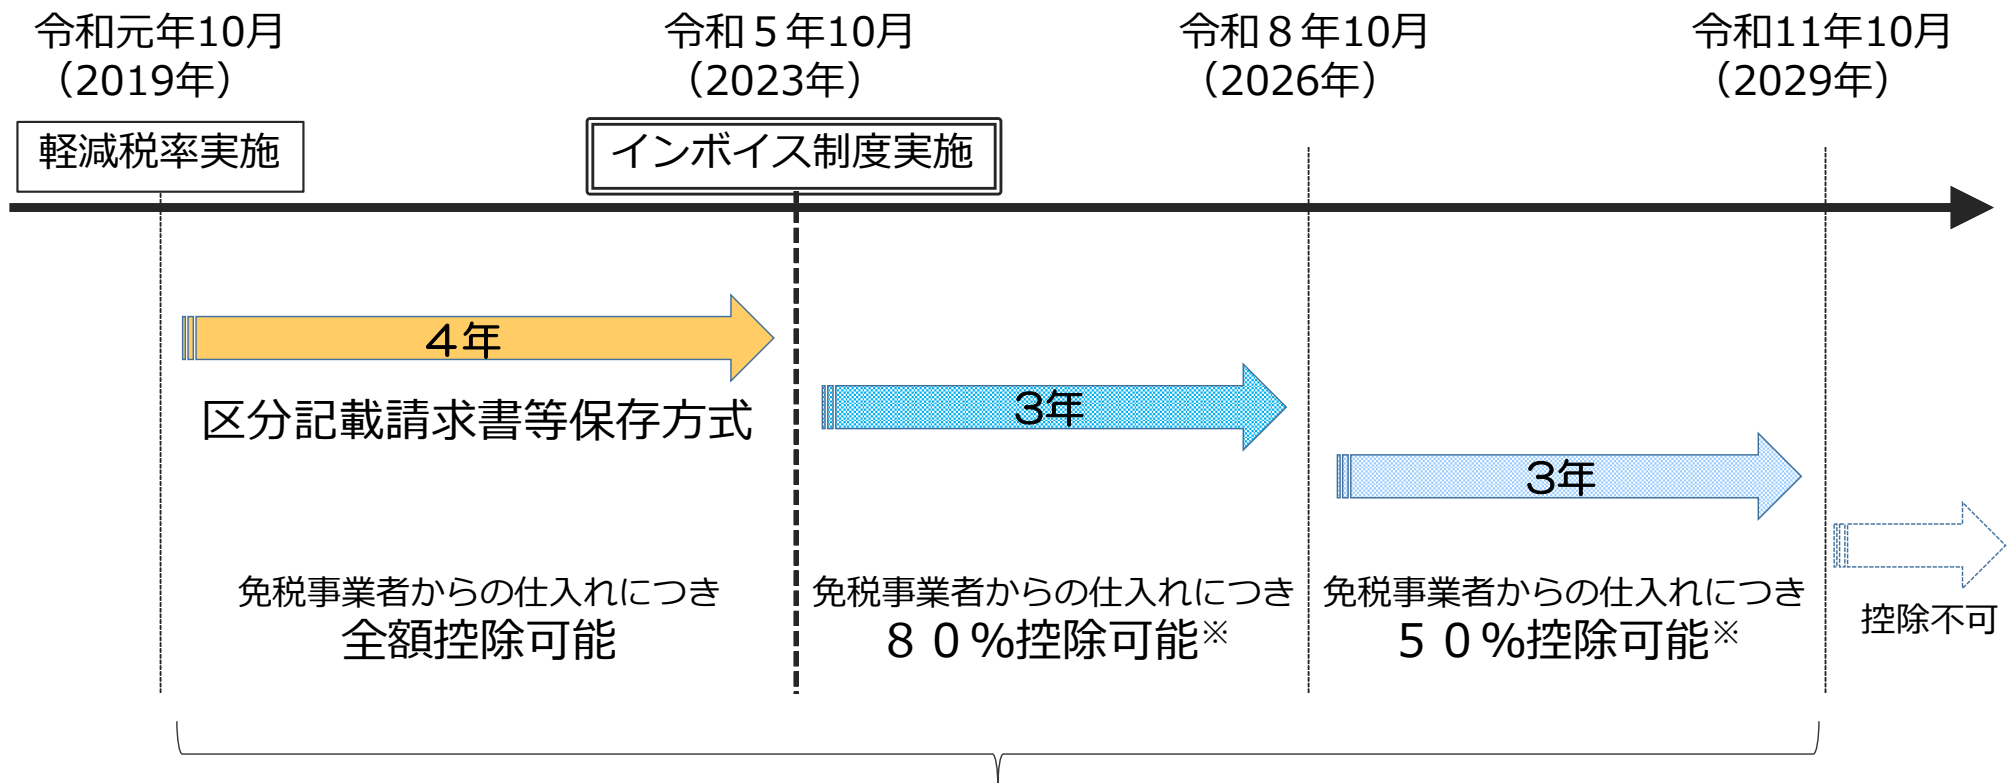 令和元年10月
（2019年）
令和５年10月
（2023年）
令和８年10月
（2026年）
令和11年10月
（2029年）
軽減税率実施
インボイス制度実施
４年
区分記載請求書等保存方式
３年
３年
免税事業者からの仕入れにつき
全額控除可能
免税事業者からの仕入れにつき
８０％控除可能※
免税事業者からの仕入れにつき
５０％控除可能※
控除不可